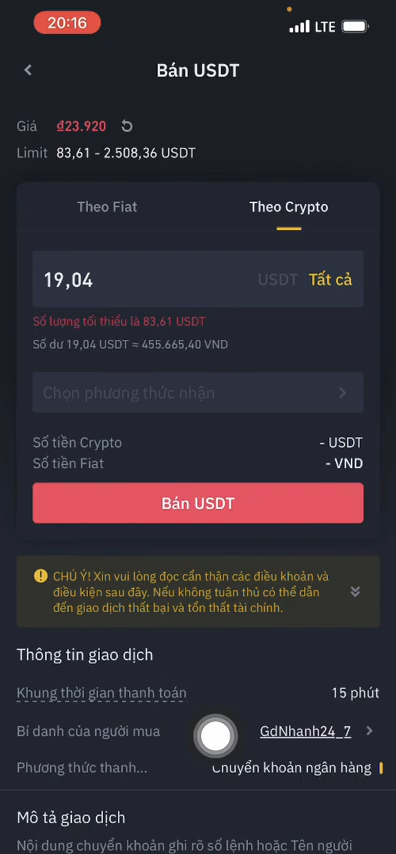 20:16
LTE
Bán USDT
Giá ₫23.920
Limit 83,61 - 2.508,36 USDT
Theo Fiat Theo Crypto
19,04 USDT Tất cả
Số lượng tối thiểu là 83,61 USDT
Số dư 19,04 USDT ≈ 455.665,40 VND
Chọn phương thức nhận
Số tiền Crypto - USDT
Số tiền Fiat - VND
Bán USDT
CHÚ Ý! Xin vui lòng đọc cẩn thận các điều khoản và
điều kiện sau đây. Nếu không tuân thủ có thể dẫn
đến giao dịch thất bại và tổn thất tài chính.
Thông tin giao dịch
Khung thời gian thanh toán 15 phút
Bí danh của người mua GdNhanh24_7
Phương thức thanh... Chuyển khoản ngân hàng
Mô tả giao dịch
Nội dung chuyển khoản ghi rõ số lệnh hoặc Tên người